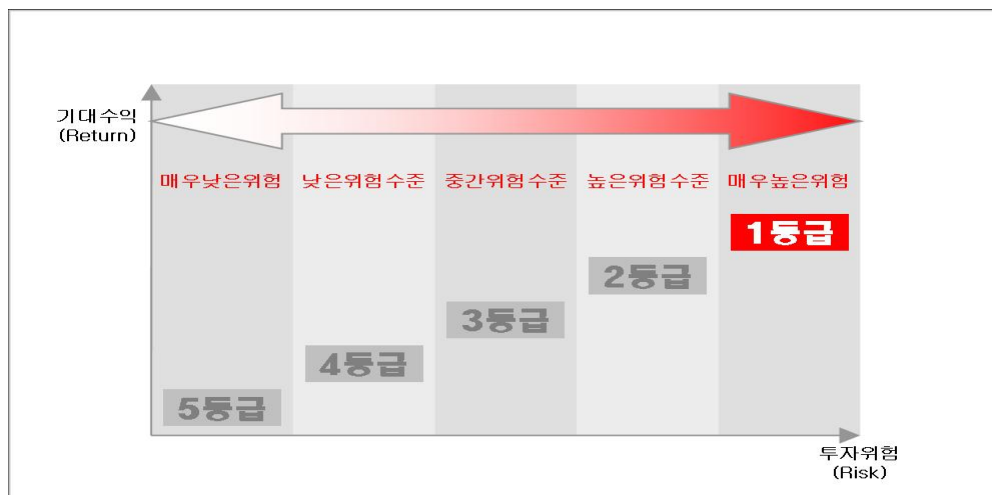 기대수익
(Return)
매우낮은위험 낮은위험수준 중간위험수준 높은위험수준 매우높은위험
1등급
2등급
3등급
4등급
5등급
투자위험
(Risk)